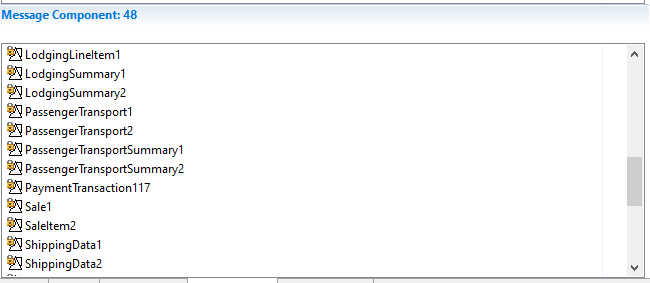 Message Component: 48
LodgingLineItem1
LodgingSummary1
LodgingSummary2
PassengerTransport1
PassengerTransport2
PassengerTransportSummary1
PassengerTransportSummary2
PaymentTransaction117
Sale1
SaleItem2
ShippingData1
ShippingData2